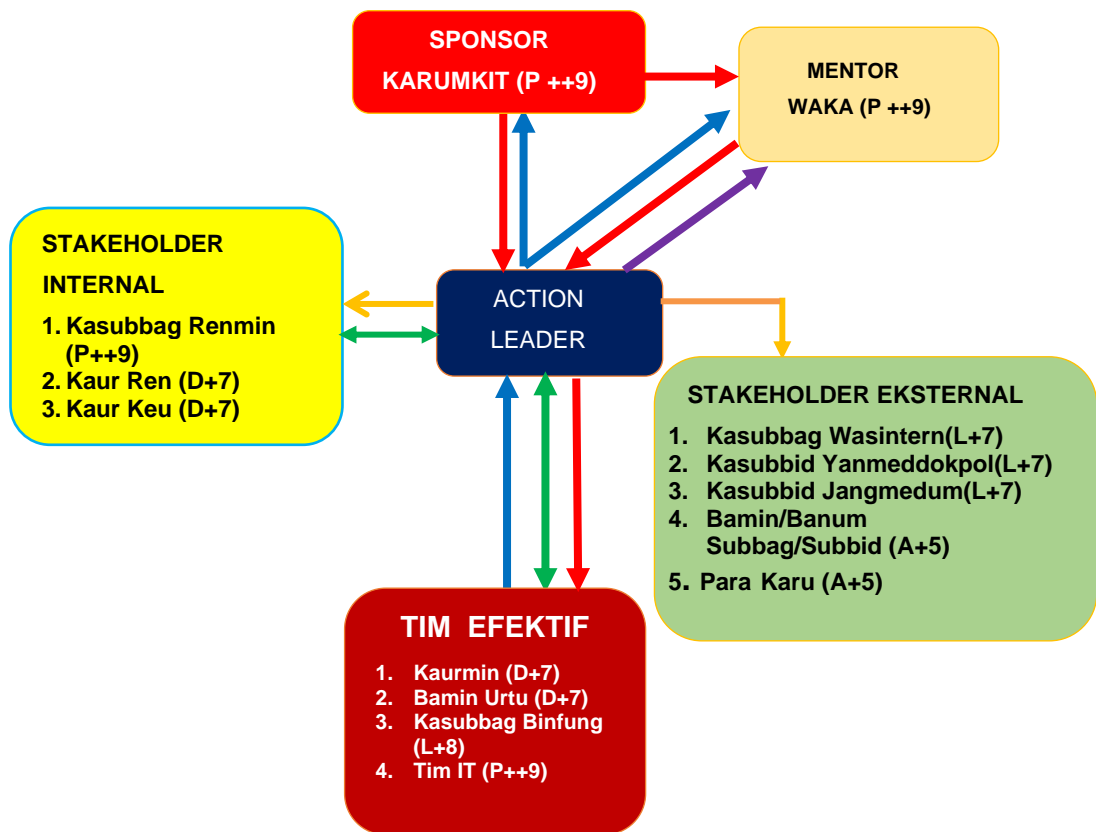 SPONSOR
KARUMKIT (P ++9)
MENTOR
WAKA (P ++9)
STAKEHOLDER
INTERNAL
1. Kasubbag Renmin
(P++9)
2. Kaur Ren (D+7)
3. Kaur Keu (D+7)
ACTION
LEADER
STAKEHOLDER EKSTERNAL
1. Kasubbag Wasintern(L+7)
2. Kasubbid Yanmeddokpol(L+7)
3. Kasubbid Jangmedum(L+7)
4. Bamin/Banum
Subbag/Subbid (A+5)
5. Para Karu (A+5)
TIM EFEKTIF
1. Kaurmin (D+7)
2. Bamin Urtu (D+7)
3. Kasubbag Binfung
(L+8)
4. Tim IT (P++9)